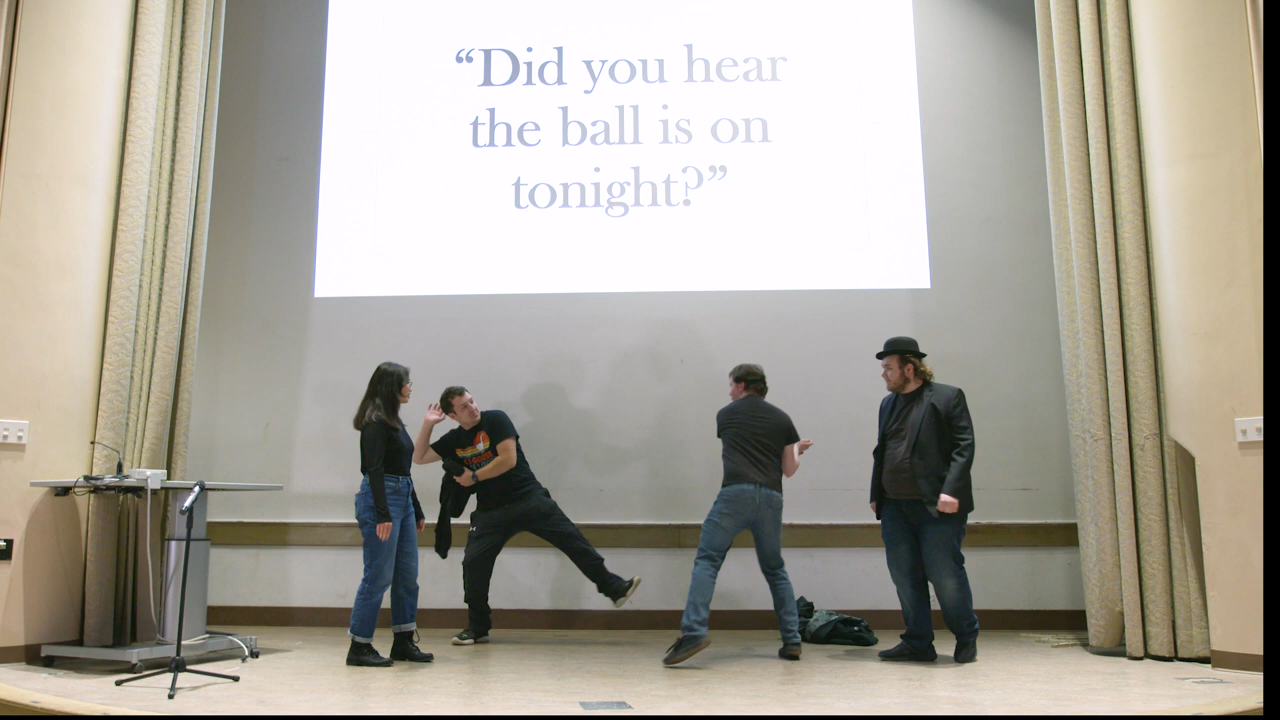 “Did you hear
the ball is on
tonight?”